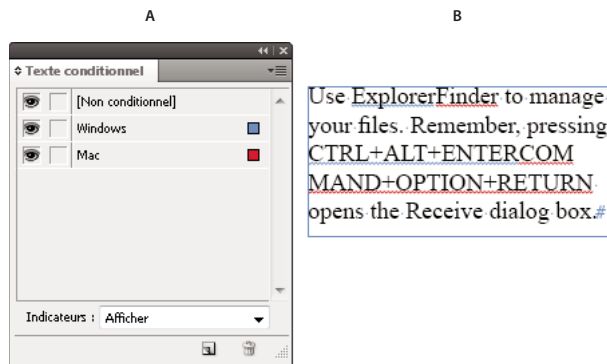 A
B
Texte conditionnel
[Non conditionnel]
Windows
Mac
Indicateurs : Afficher
Use ExplorerFinder to manage
your files. Remember, pressing
CTRL+ALT+ENTERCOM
MAND+OPTION+RETURN
opens the Receive dialog box.#